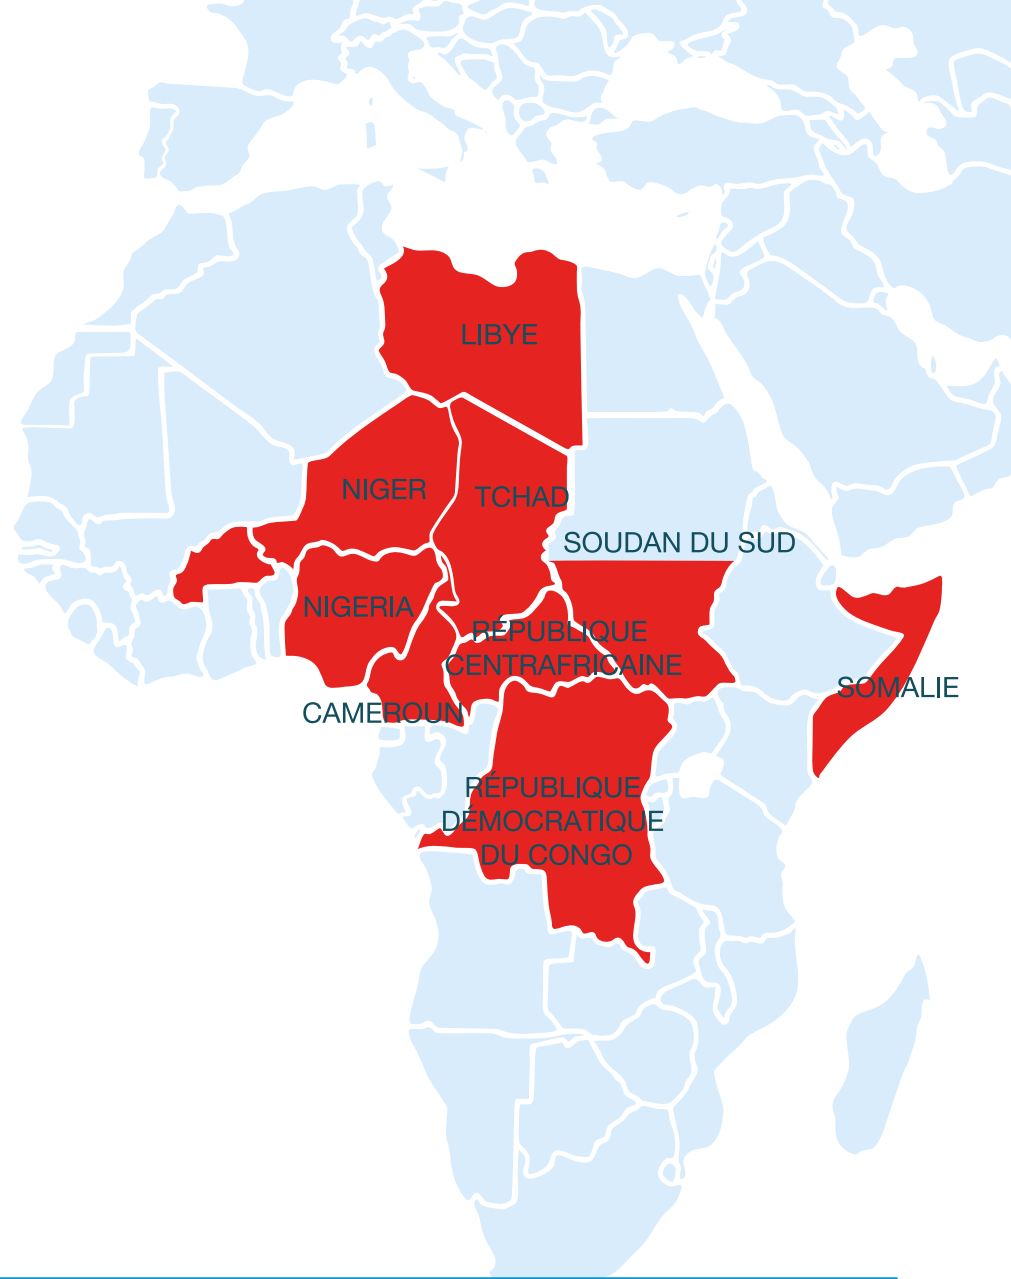 LIBYE
NIGER
TCHAD
SOUDAN DU SUD
NIGERIA
RÉPUBLIQUE
CENTRAFRICAINE
SOMALIE
CAMEROUN
RÉPUBLIQUE
DÉMOCRATIQUE
DU CONGO